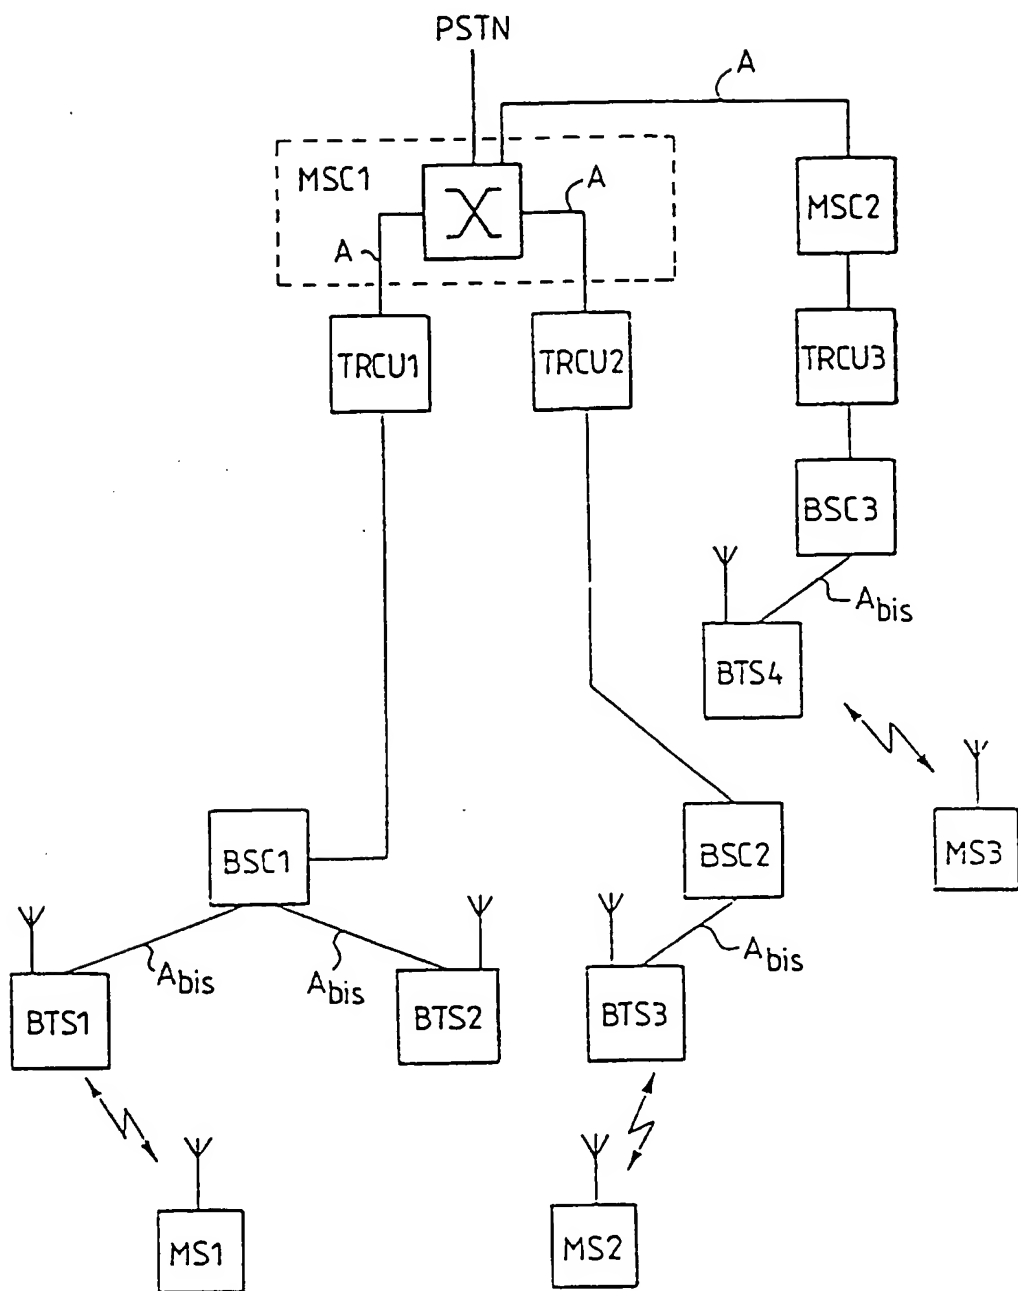 PSTN
A
MSC1
A
MSC2
A
TRCU1
TRCU2
TRCU3
BSC3
Abis
BTS4
BSC1
BSC2
MS3
Abis
Abis
Abis
BTS1
BTS2
BTS3
MS1
MS2